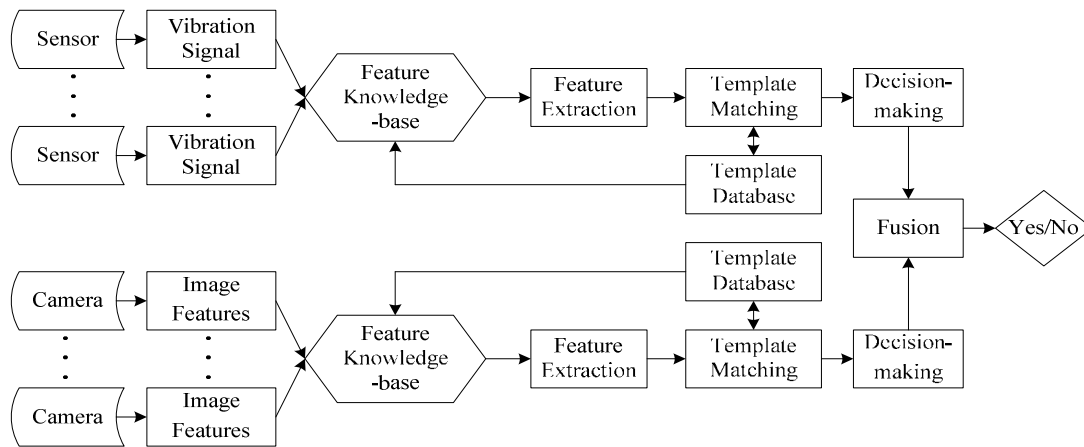 Sensor
Vibration
Signal
Sensor
Vibration
Signal
Feature
Knowledge
-base
Feature
Extraction
Template
Matching
Template
Database
Decision-
making
Fusion
Yes/No
Camera
Image
Features
Camera
Image
Features
Feature
Knowledge
-base
Feature
Extraction
Template
Database
Template
Matching
Decision-
making